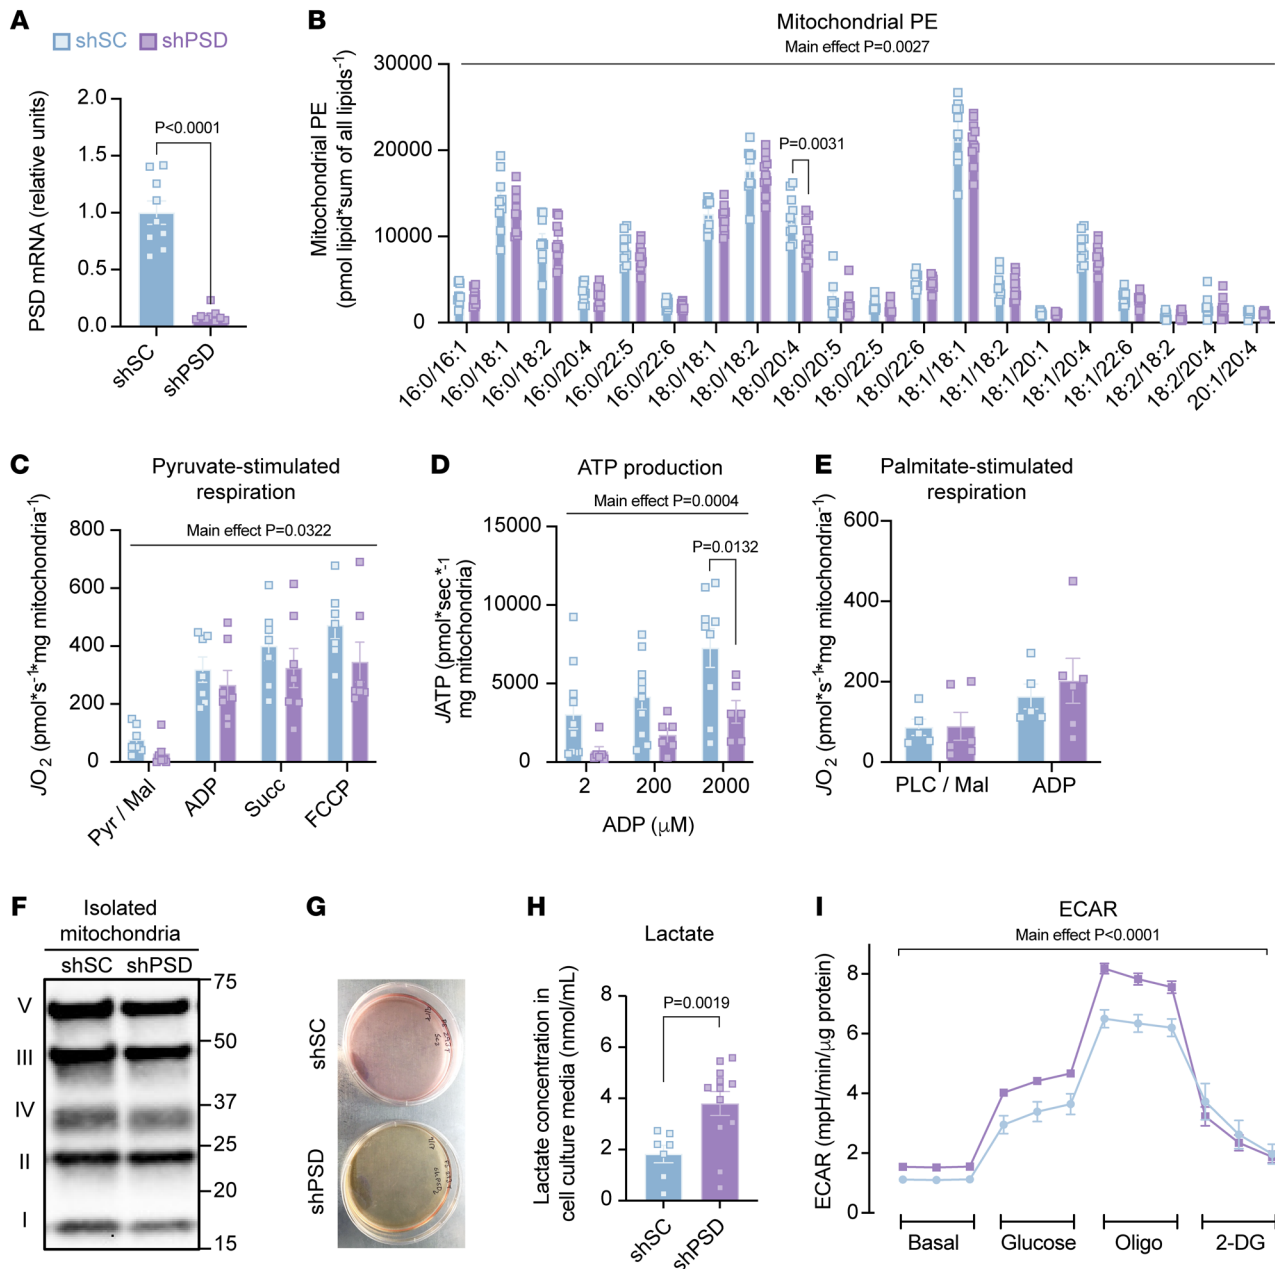 A
shSC shPSD
PSD mRNA (relative units)
2.0
1.5
1.0
0.5
0.0
P<0.0001
shSC
shPSD
B
Mitochondrial PE
Main effect P=0.0027
Mitochondrial PE
(pmol lipid*sum of all lipids-1)
30000
20000
10000
0
P=0.0031
16:0/16:1
16:0/18:1
16:0/18:2
16:0/20:4
16:0/22:5
16:0/22:6
18:0/18:1
18:0/18:2
18:0/20:4
18:0/20:5
18:0/22:5
18:0/22:6
18:1/18:1
18:1/18:2
18:1/20:1
18:1/20:4
18:1/22:6
18:2/18:2
18:2/20:4
20:1/20:4
C
Pyruvate-stimulated
respiration
Main effect P=0.0322
JO2 (pmol*s-1*mg mitochondria-1)
800
600
400
200
0
Pyr / Mal
ADP
Succ
FCCP
D
ATP production
Main effect P=0.0004
JATP (pmol*sec*-1
mg mitochondria)
15000
10000
5000
0
P=0.0132
2
200
2000
ADP (μM)
E
Palmitate-stimulated
respiration
JO2 (pmol*s-1*mg mitochondria-1)
600
400
200
0
PLC / Mal
ADP
F
Isolated
mitochondria
shSC shPSD
V
III
IV
II
I
75
50
37
25
20
15
G
shSC
shPSD
H
Lactate
Lactate concentration in
cell culture media (nmol/mL)
8
6
4
2
0
P=0.0019
shSC
shPSD
I
ECAR
Main effect P<0.0001
ECAR (mpH/min/μg protein)
8
6
4
2
0
Basal
Glucose
Oligo
2-DG